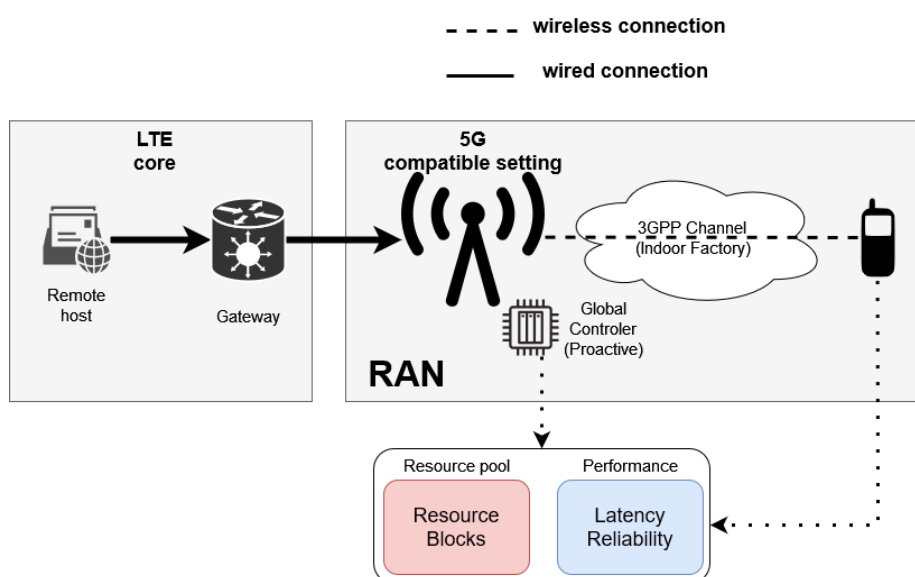 wireless connection
wired connection
LTE
core
5G
compatible setting
3GPP Channel
(Indoor Factory)
Remote
host
Gateway
Global
Controler
(Proactive)
RAN
Resource pool
Performance
Resource
Blocks
Latency
Reliability